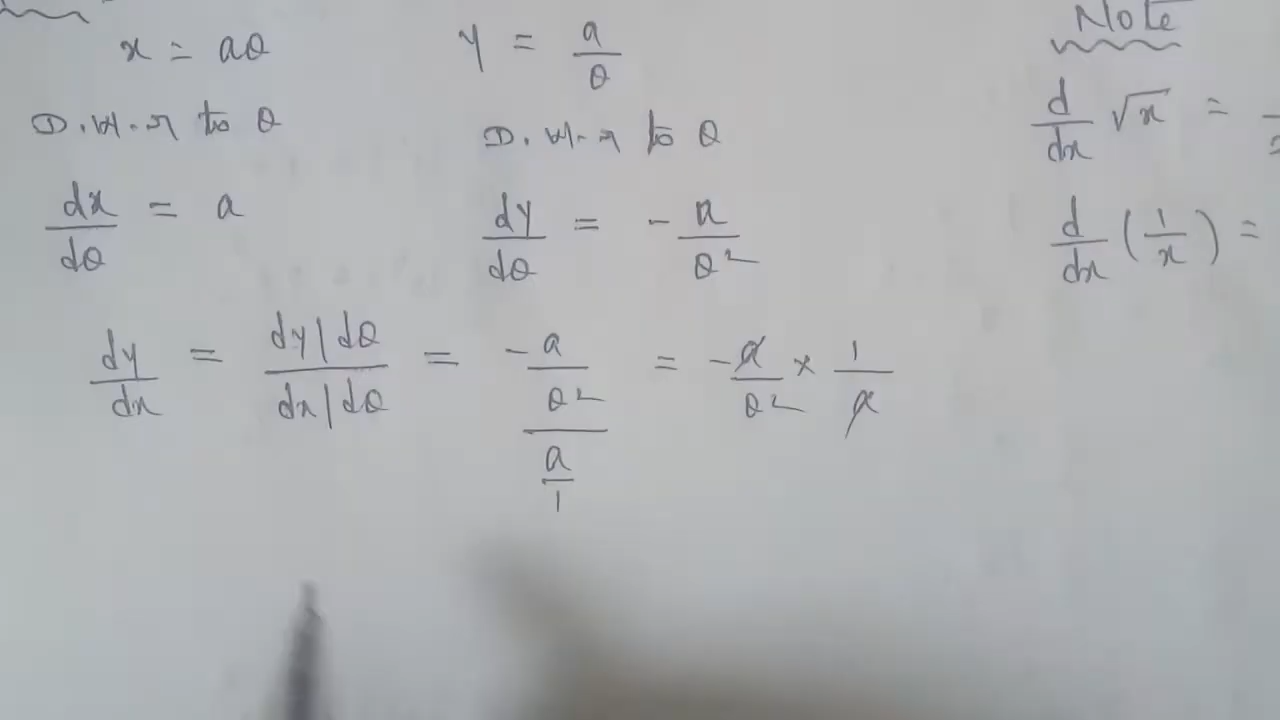 x = aθ
D.w.r to θ
dx/dθ = a
y = a/θ
D.w.r to θ
dy/dθ = -a/θ²
dy/dx = (dy/dθ)/(dx/dθ) = (-a/θ²)/(a/1) = -a/θ² × 1/a
Note
d/dx √x =
d/dx (1/x) =